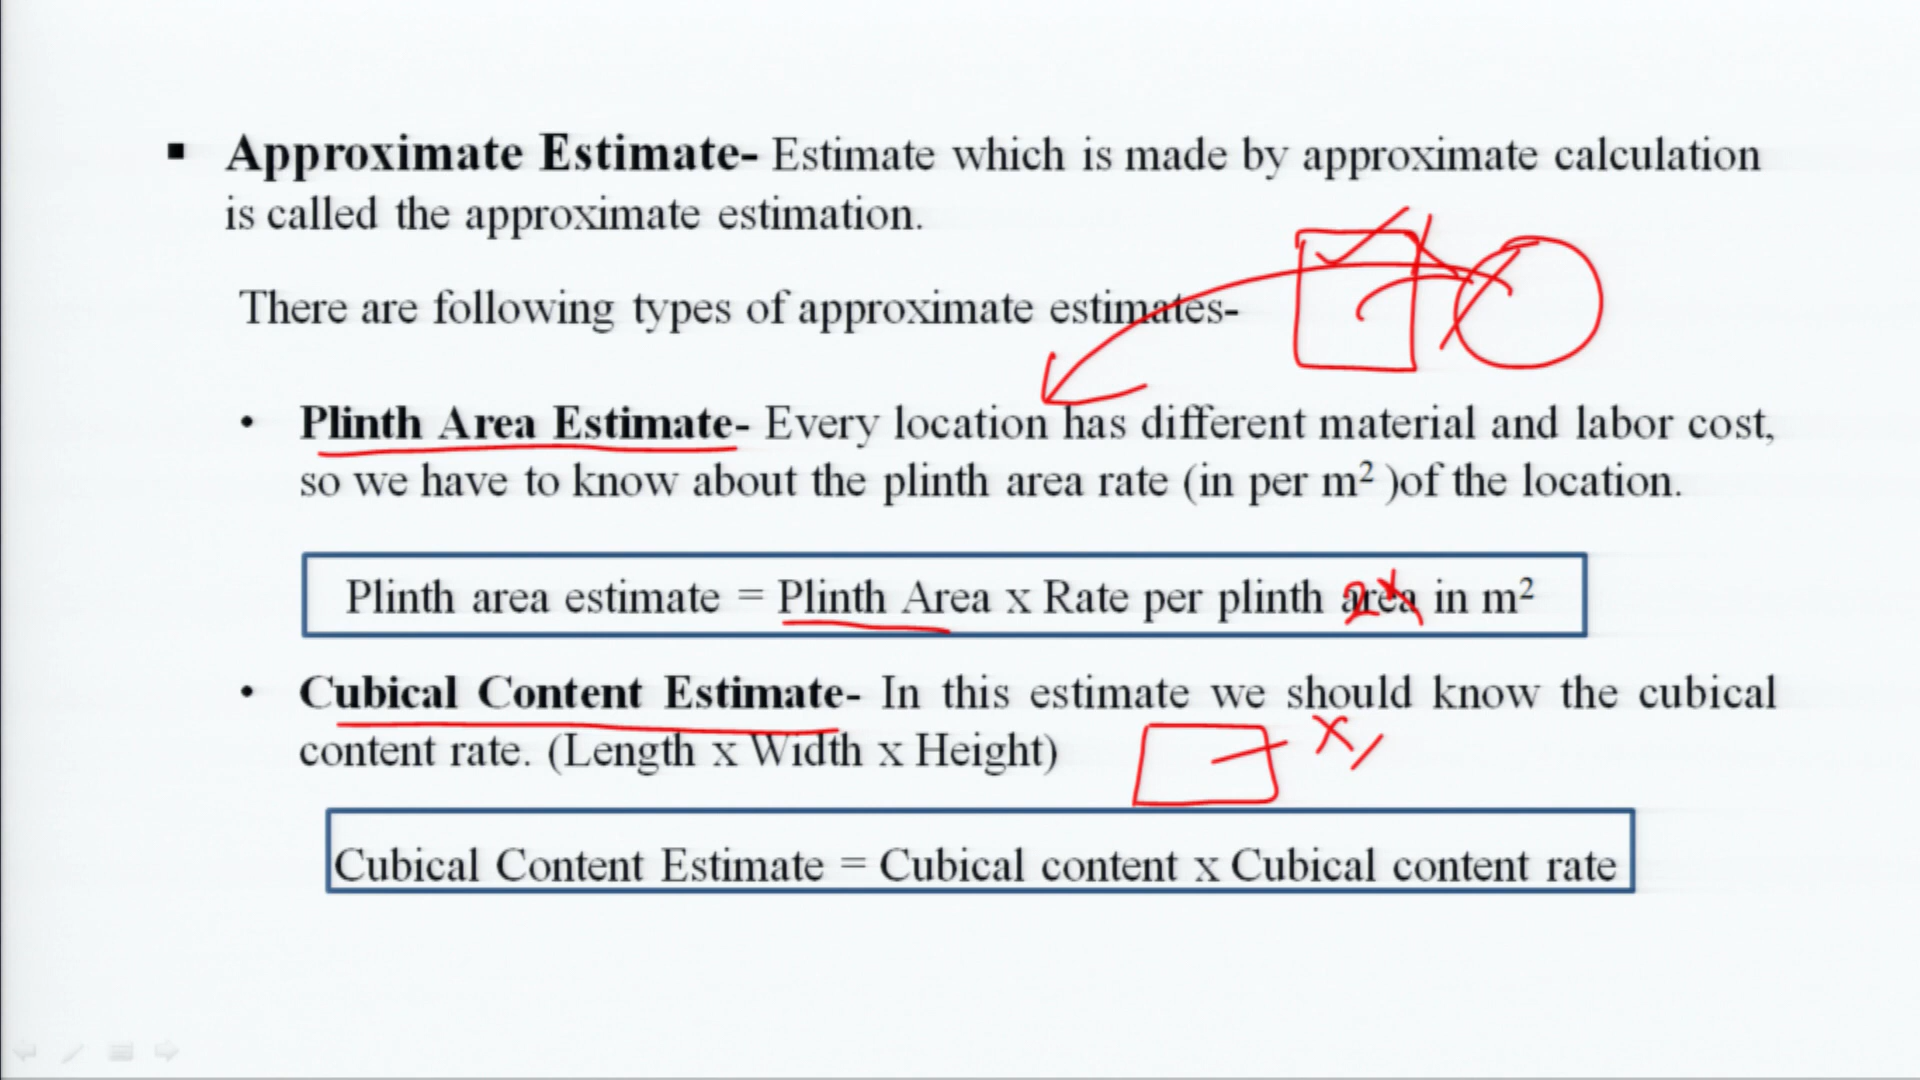 ▪ Approximate Estimate- Estimate which is made by approximate calculation
is called the approximate estimation.
There are following types of approximate estimates-
• Plinth Area Estimate- Every location has different material and labor cost,
so we have to know about the plinth area rate (in per m² )of the location.
Plinth area estimate = Plinth Area x Rate per plinth area in m²
• Cubical Content Estimate- In this estimate we should know the cubical
content rate. (Length x Width x Height)
Cubical Content Estimate = Cubical content x Cubical content rate